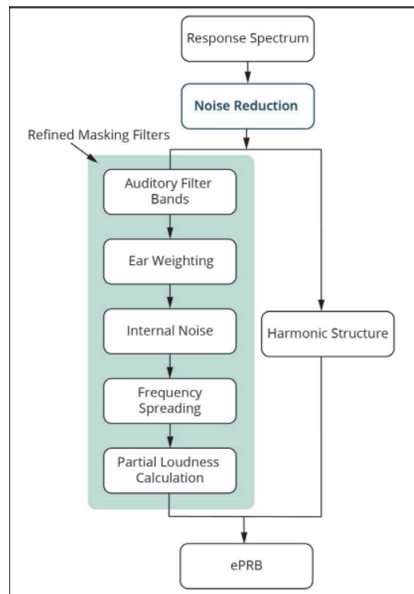 Response Spectrum
Noise Reduction
Refined Masking Filters
Auditory Filter
Bands
Ear Weighting
Internal Noise
Harmonic Structure
Frequency
Spreading
Partial Loudness
Calculation
ePRB